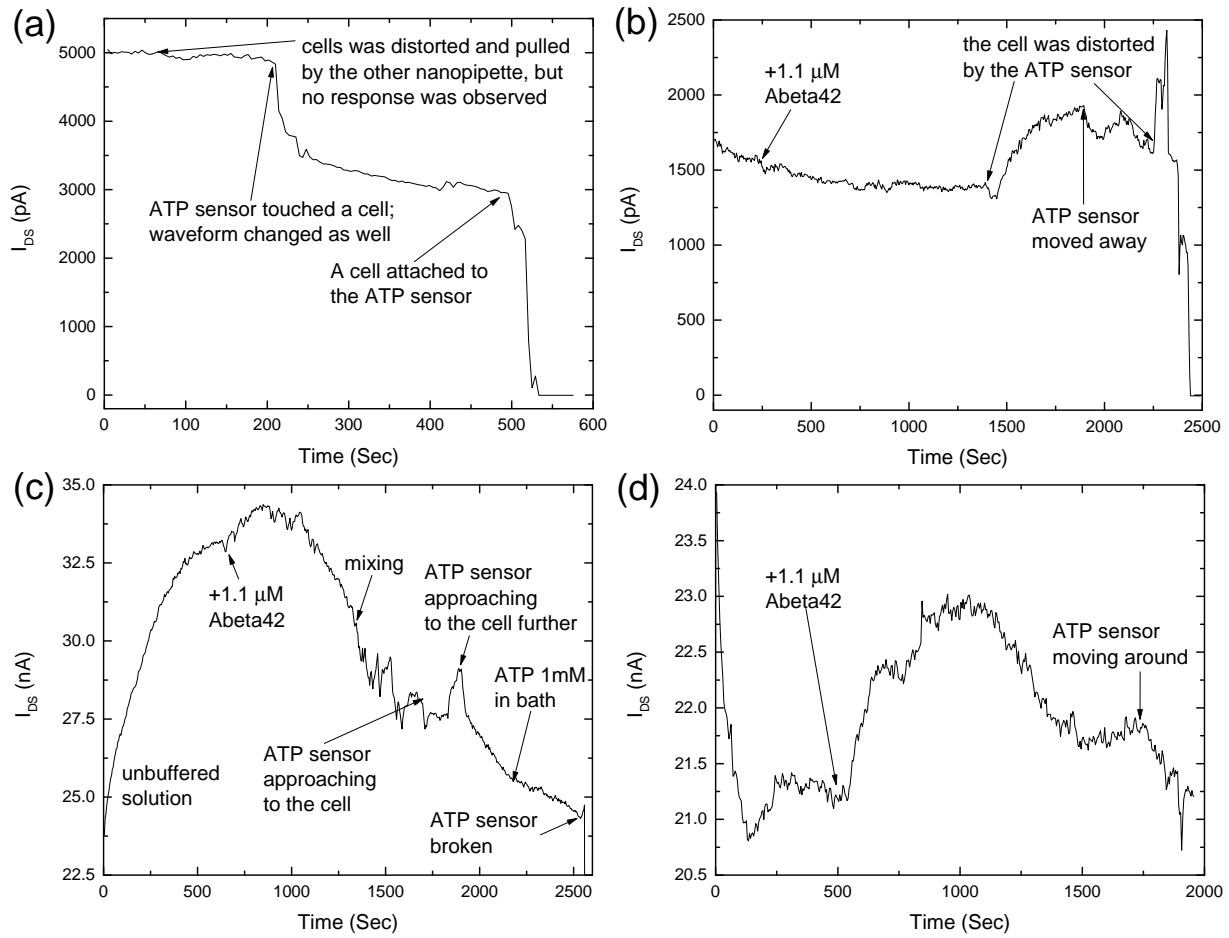 (a)
cells was distorted and pulled
by the other nanopipette, but
no response was observed
ATP sensor touched a cell;
waveform changed as well
A cell attached to
the ATP sensor
5000
4000
3000
2000
1000
0
I_DS (pA)
0 100 200 300 400 500 600
Time (Sec)
(b)
the cell was distorted
by the ATP sensor
+1.1 μM
Abeta42
ATP sensor
moved away
2500
2000
1500
1000
500
0
I_DS (pA)
0 500 1000 1500 2000 2500
Time (Sec)
(c)
mixing
ATP sensor
approaching
to the cell further
+1.1 μM
Abeta42
ATP 1mM
in bath
unbuffered
solution
ATP sensor
approaching
to the cell
ATP sensor
broken
35.0
32.5
30.0
27.5
25.0
22.5
I_DS (nA)
0 500 1000 1500 2000 2500
Time (Sec)
(d)
+1.1 μM
Abeta42
ATP sensor
moving around
24.0
23.5
23.0
22.5
22.0
21.5
21.0
20.5
I_DS (nA)
0 500 1000 1500 2000
Time (Sec)